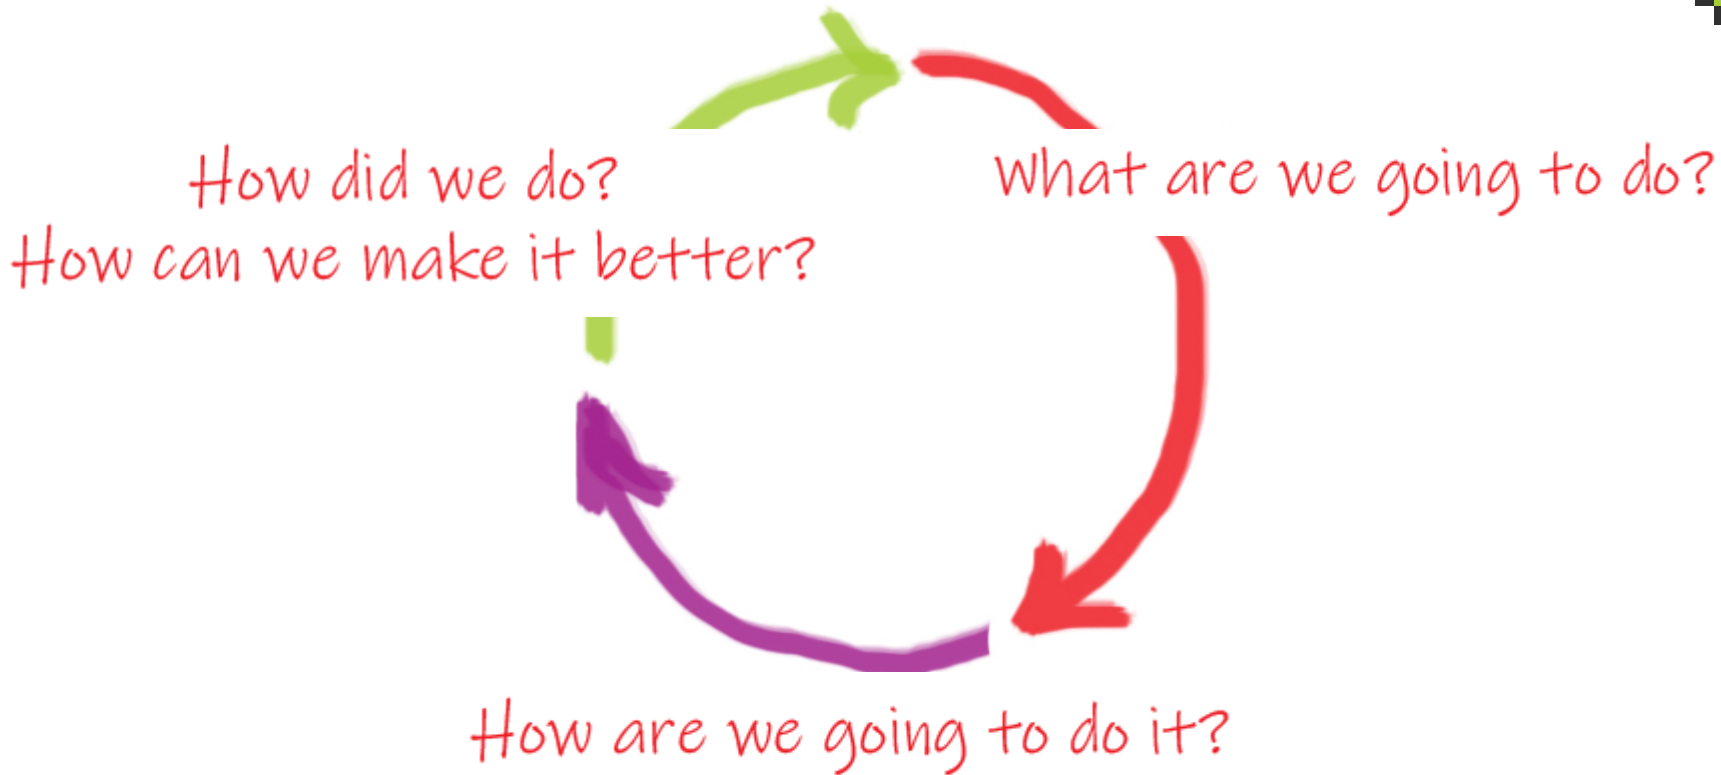 How did we do?
What are we going to do?
How can we make it better?
How are we going to do it?